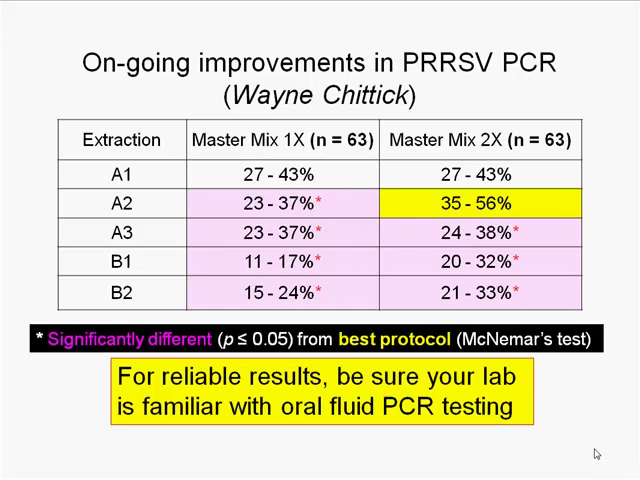 On-going improvements in PRRSV PCR
(Wayne Chittick)
Extraction Master Mix 1X (n = 63) Master Mix 2X (n = 63)
A1 27 - 43% 27 - 43%
A2 23 - 37%* 35 - 56%
A3 23 - 37%* 24 - 38%*
B1 11 - 17%* 20 - 32%*
B2 15 - 24%* 21 - 33%*
* Significantly different (p ≤ 0.05) from best protocol (McNemar's test)
For reliable results, be sure your lab
is familiar with oral fluid PCR testing